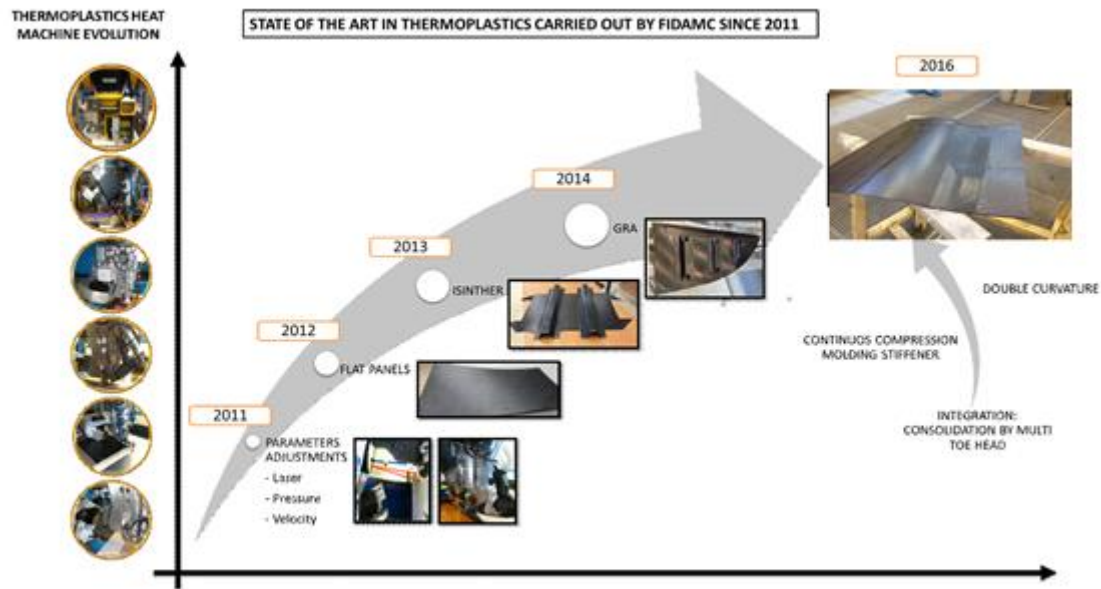 THERMOPLASTICS HEAT
MACHINE EVOLUTION
STATE OF THE ART IN THERMOPLASTICS CARRIED OUT BY FIDAMC SINCE 2011
2016
2014
GRA
2013
ISINTHER
2012
FLAT PANELS
2011
PARAMETERS
ADJUSTMENTS
- Laser
- Pressure
- Velocity
DOUBLE CURVATURE
CONTINUOS COMPRESSION
MOLDING STIFFENER
INTEGRATION:
CONSOLIDATION BY MULTI
TOE HEAD